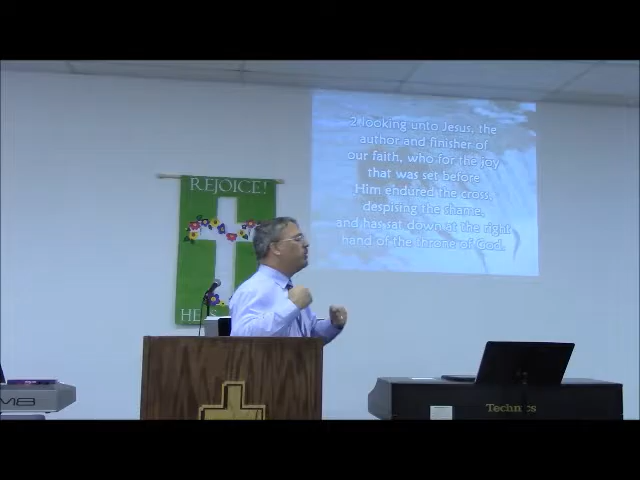 2 looking unto Jesus, the
author and finisher of
our faith, who for the joy
that was set before
Him endured the cross,
despising the shame,
and has sat down at the right
hand of the throne of God.
REJOICE!
HE
Technics
M8